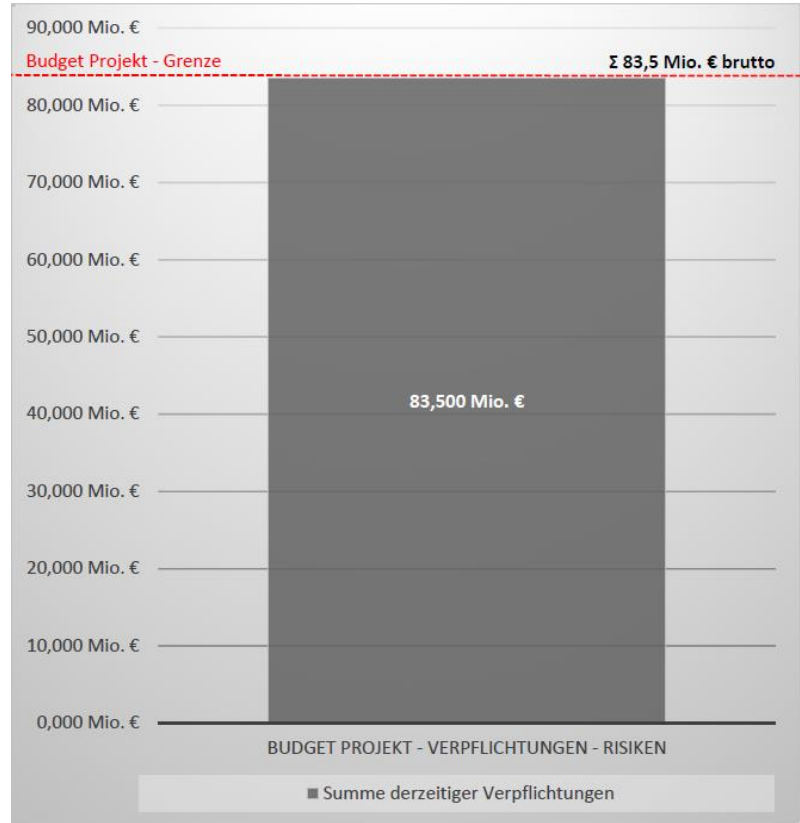 90,000 Mio. €
Budget Projekt - Grenze
Σ 83,5 Mio. € brutto
80,000 Mio. €
70,000 Mio. €
60,000 Mio. €
50,000 Mio. €
83,500 Mio. €
40,000 Mio. €
30,000 Mio. €
20,000 Mio. €
10,000 Mio. €
0,000 Mio. €
BUDGET PROJEKT - VERPFLICHTUNGEN - RISIKEN
Summe derzeitiger Verpflichtungen